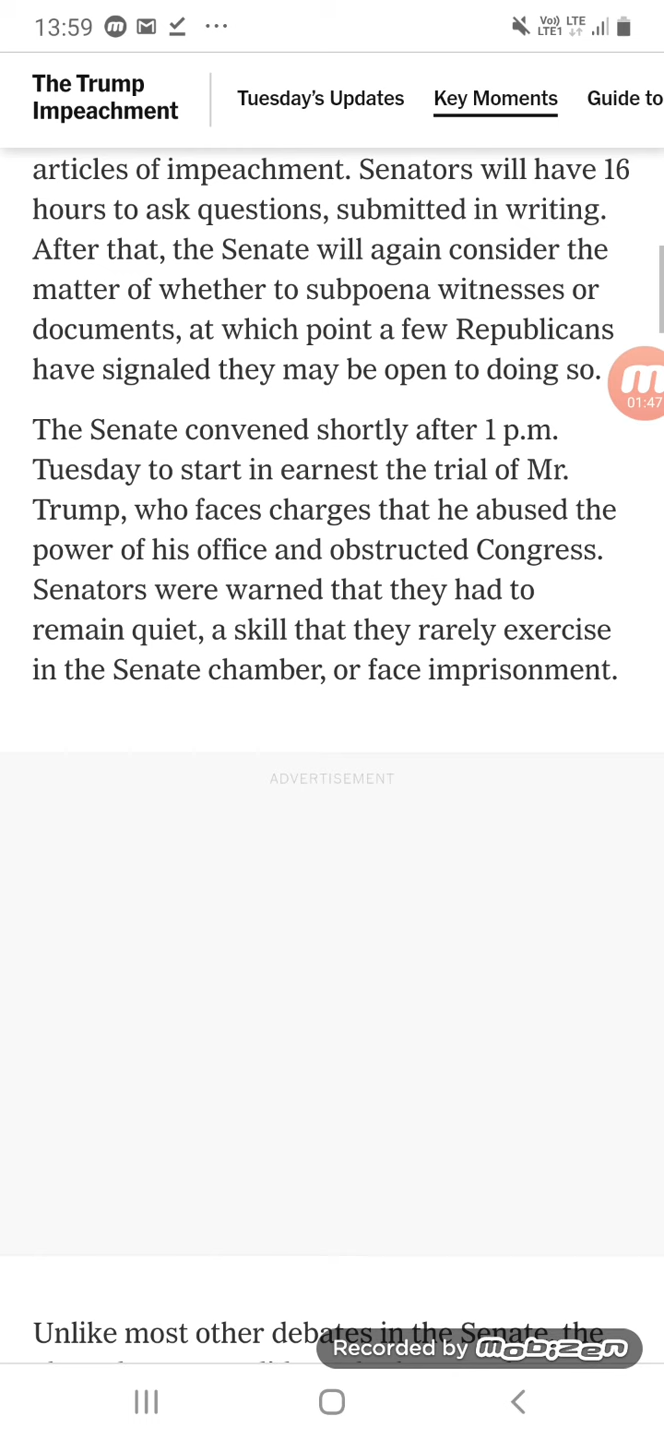 13:59
Vo)) LTE
LTE1
The Trump
Impeachment
Tuesday's Updates
Key Moments
Guide to
articles of impeachment. Senators will have 16
hours to ask questions, submitted in writing.
After that, the Senate will again consider the
matter of whether to subpoena witnesses or
documents, at which point a few Republicans
have signaled they may be open to doing so.
01:47
The Senate convened shortly after 1 p.m.
Tuesday to start in earnest the trial of Mr.
Trump, who faces charges that he abused the
power of his office and obstructed Congress.
Senators were warned that they had to
remain quiet, a skill that they rarely exercise
in the Senate chamber, or face imprisonment.
ADVERTISEMENT
Unlike most other debates in the Senate, the
Recorded by mobizen